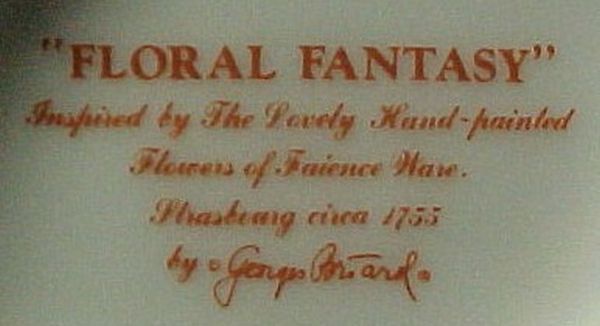 "FLORAL FANTASY"
Inspired by The Lovely Hand-painted
Flowers of Faience Ware.
Strasbourg circa 1755
by Georges Briard